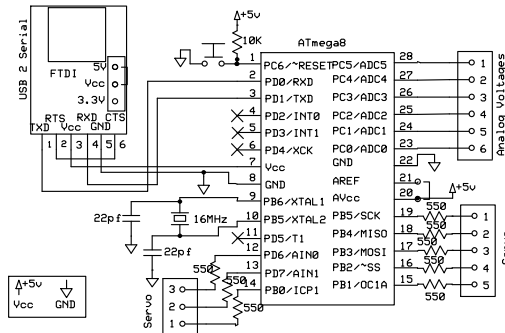 +5v
10K
ATmega8
USB 2 Serial
FTDI
5V
Vcc
3.3V
RTS RXD CTS
TXD Vcc GND
1 2 3 4 5 6
1 PC6/~RESET PC5/ADC5 28
2 PD0/RXD PC4/ADC4 27
3 PD1/TXD PC3/ADC3 26
4 PD2/INT0 PC2/ADC2 25
5 PD3/INT1 PC1/ADC1 24
6 PD4/XCK PC0/ADC0 23
7 Vcc GND 22
8 GND AREF 21
9 PB6/XTAL1 AVcc 20
10 PB5/XTAL2 PB5/SCK 19
11 PD5/T1 PB4/MISO 18
12 PD6/AIN0 PB3/MOSI 17
13 PD7/AIN1 PB2/~SS 16
14 PB0/ICP1 PB1/OC1A 15
1
2
3
4
5
6
Analog Voltages
+5v
22pf
16MHz
22pf
550
550
550
550
550
550
550
550
1
2
3
4
5
Servo
3
2
1
+5v
Vcc GND